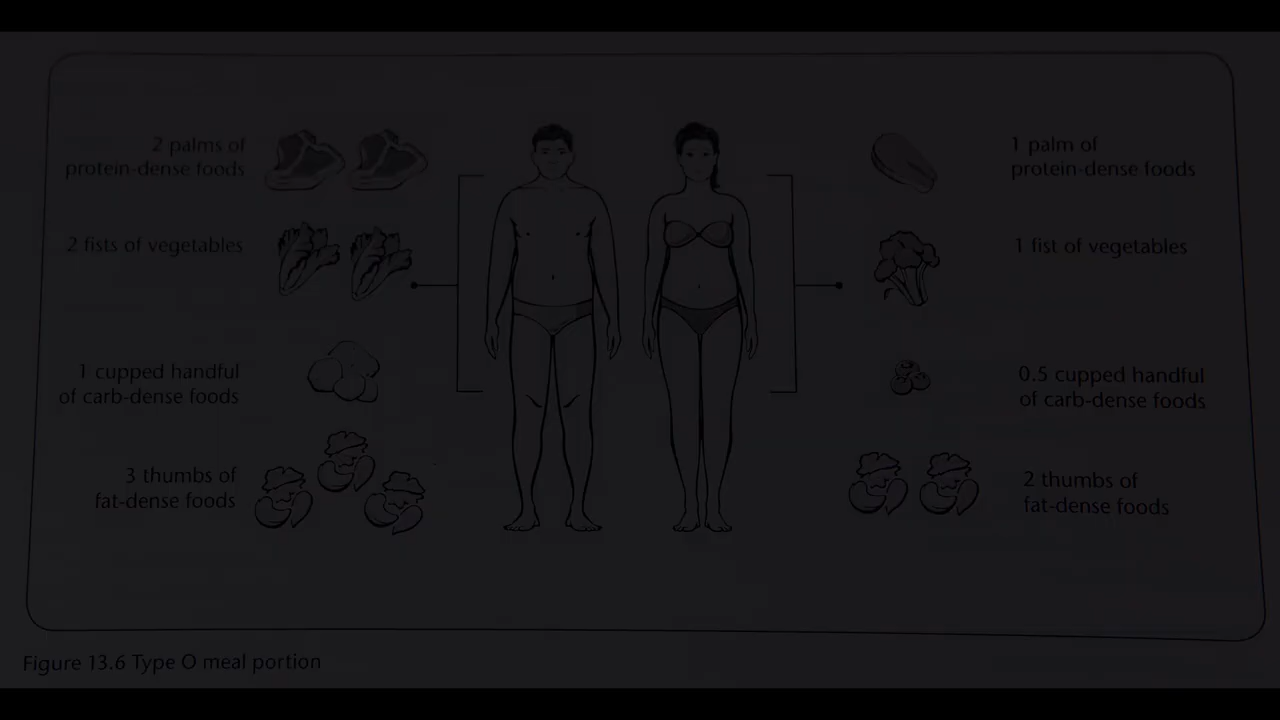 2 palms of
protein-dense foods
2 fists of vegetables
1 cupped handful
of carb-dense foods
3 thumbs of
fat-dense foods
1 palm of
protein-dense foods
1 fist of vegetables
0.5 cupped handful
of carb-dense foods
2 thumbs of
fat-dense foods
Figure 13.6 Type O meal portion